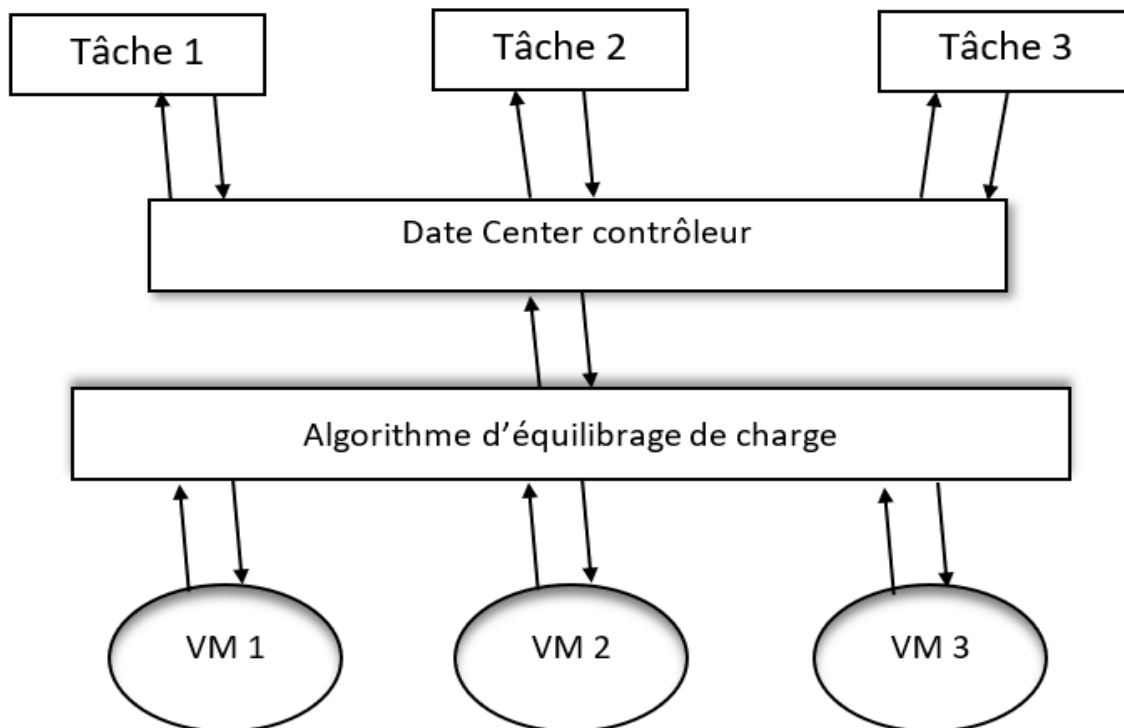 Tâche 1
Tâche 2
Tâche 3
Date Center contrôleur
Algorithme d'équilibrage de charge
VM 1
VM 2
VM 3